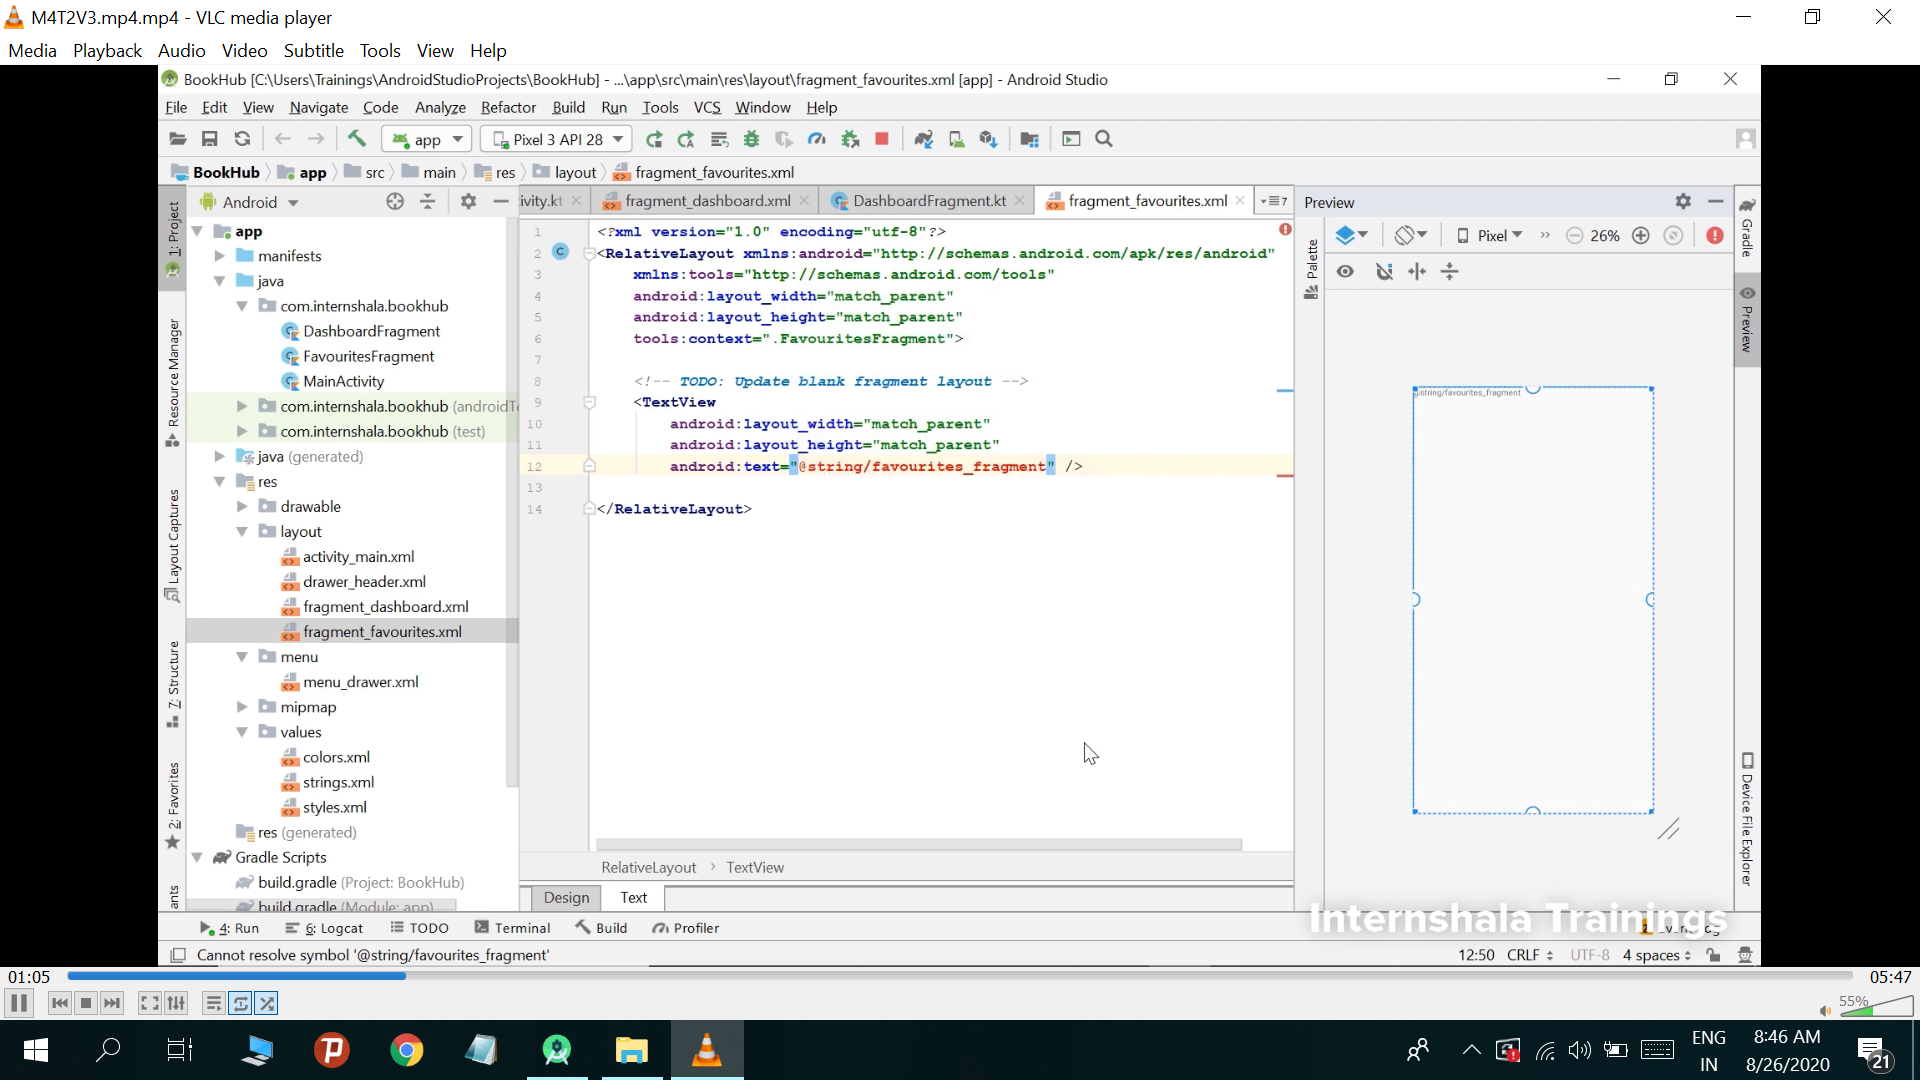 M4T2V3.mp4.mp4 - VLC media player
Media Playback Audio Video Subtitle Tools View Help
BookHub [C:\Users\Trainings\AndroidStudioProjects\BookHub] - ...\app\src\main\res\layout\fragment_favourites.xml [app] - Android Studio
File Edit View Navigate Code Analyze Refactor Build Run Tools VCS Window Help
app Pixel 3 API 28
BookHub app src main res layout fragment_favourites.xml
Android
ivity.kt fragment_dashboard.xml DashboardFragment.kt fragment_favourites.xml 7
Preview
1: Project
Resource Manager
Layout Captures
7: Structure
2: Favorites
app
manifests
java
com.internshala.bookhub
DashboardFragment
FavouritesFragment
MainActivity
com.internshala.bookhub (androidTe
com.internshala.bookhub (test)
java (generated)
res
drawable
layout
activity_main.xml
drawer_header.xml
fragment_dashboard.xml
fragment_favourites.xml
menu
menu_drawer.xml
mipmap
values
colors.xml
strings.xml
styles.xml
res (generated)
Gradle Scripts
build.gradle (Project: BookHub)
build.gradle (Module: app)
1 <?xml version="1.0" encoding="utf-8"?>
2 <RelativeLayout xmlns:android="http://schemas.android.com/apk/res/android"
3 xmlns:tools="http://schemas.android.com/tools"
4 android:layout_width="match_parent"
5 android:layout_height="match_parent"
6 tools:context=".FavouritesFragment">
7
8 <!-- TODO: Update blank fragment layout -->
9 <TextView
10 android:layout_width="match_parent"
11 android:layout_height="match_parent"
12 android:text="@string/favourites_fragment" />
13
14 </RelativeLayout>
RelativeLayout › TextView
Design Text
Palette
Pixel 26%
@string/favourites_fragment
Gradle
Preview
Device File Explorer
Internshala Trainings
4: Run 6: Logcat TODO Terminal Build Profiler
Cannot resolve symbol '@string/favourites_fragment'
12:50 CRLF UTF-8 4 spaces
01:05 05:47
55%
ENG
IN
8:46 AM
8/26/2020
21